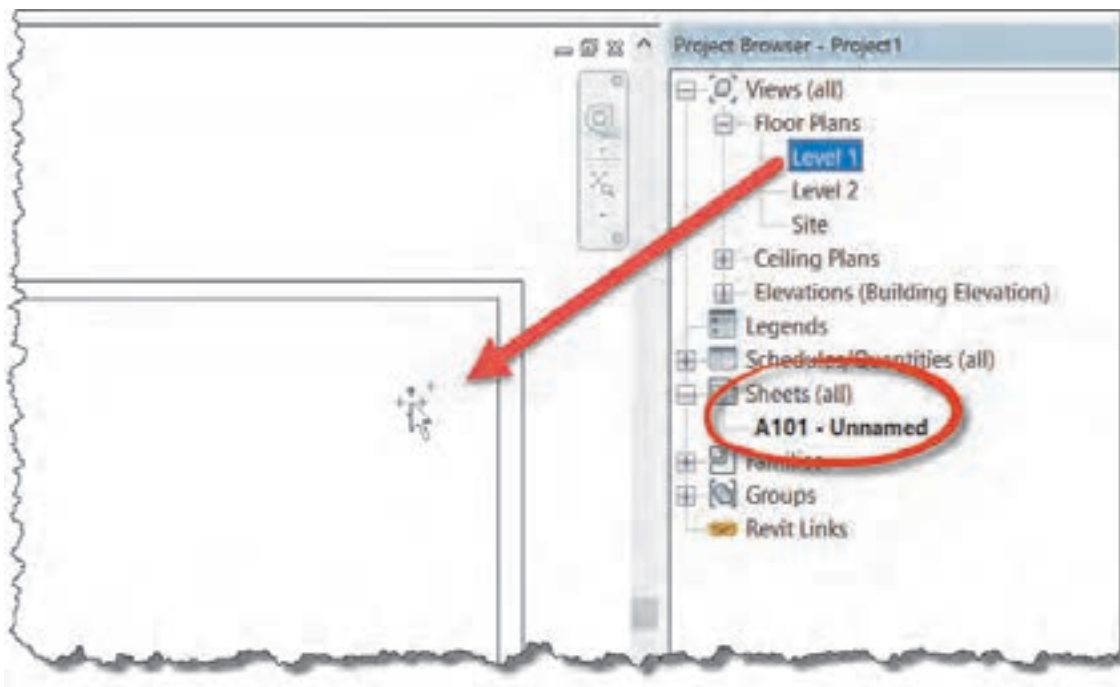 Project Browser - Project1
Views (all)
Floor Plans
Level 1
Level 2
Site
Ceiling Plans
Elevations (Building Elevation)
Legends
Schedules/Quantities (all)
Sheets (all)
A101 - Unnamed
Families
Groups
Revit Links